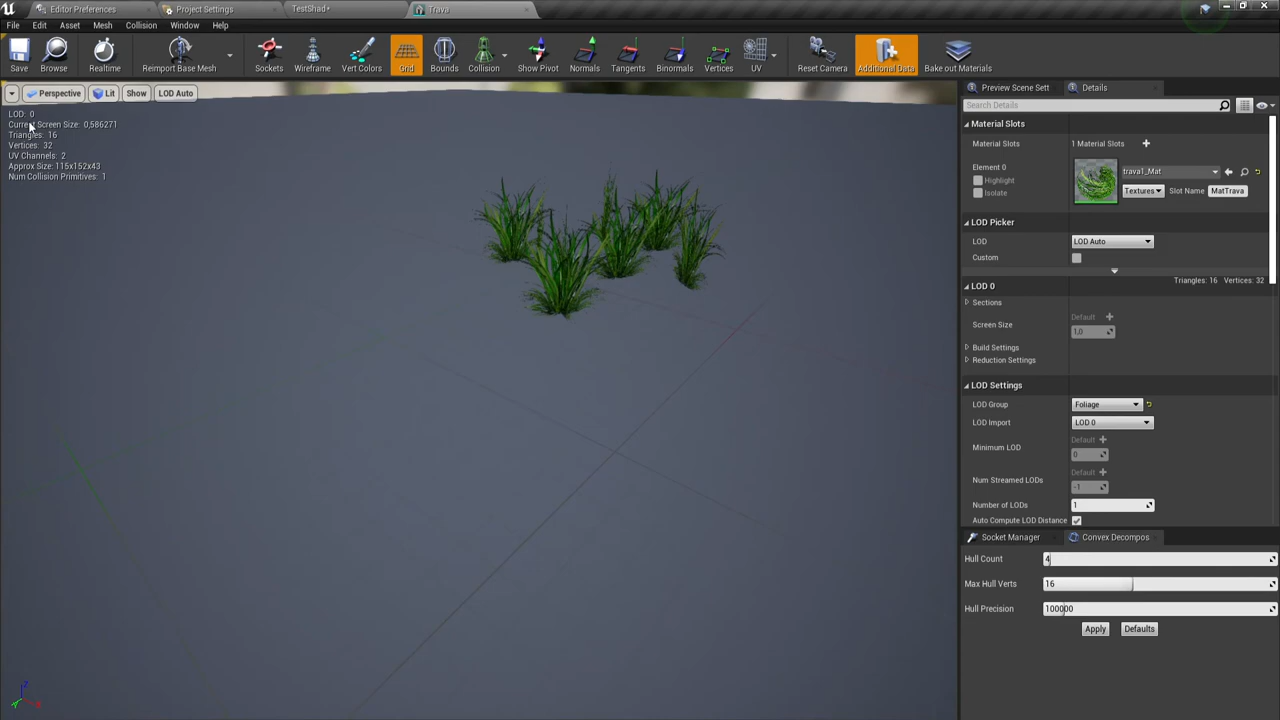 Editor Preferences
Project Settings
TestShad*
Trava
File Edit Asset Mesh Collision Window Help
Save
Browse
Realtime
Reimport Base Mesh
Sockets
Wireframe
Vert Colors
Grid
Bounds
Collision
Show Pivot
Normals
Tangents
Binormals
Vertices
UV
Reset Camera
Additional Data
Bake out Materials
Perspective
Lit
Show
LOD Auto
LOD: 0
Current Screen Size: 0,586271
Triangles: 16
Vertices: 32
UV Channels: 2
Approx Size: 115x152x43
Num Collision Primitives: 1
Preview Scene Sett
Details
Search Details
Material Slots
Material Slots 1 Material Slots
Element 0
Highlight
Isolate
trava1_Mat
Textures
Slot Name MatTrava
LOD Picker
LOD LOD Auto
Custom
LOD 0
Triangles: 16 Vertices: 32
Sections
Screen Size
Default
1,0
Build Settings
Reduction Settings
LOD Settings
LOD Group Foliage
LOD Import LOD 0
Minimum LOD
Default
0
Num Streamed LODs
Default
-1
Number of LODs 1
Auto Compute LOD Distance
Socket Manager
Convex Decompos
Hull Count 4
Max Hull Verts 16
Hull Precision 100000
Apply
Defaults